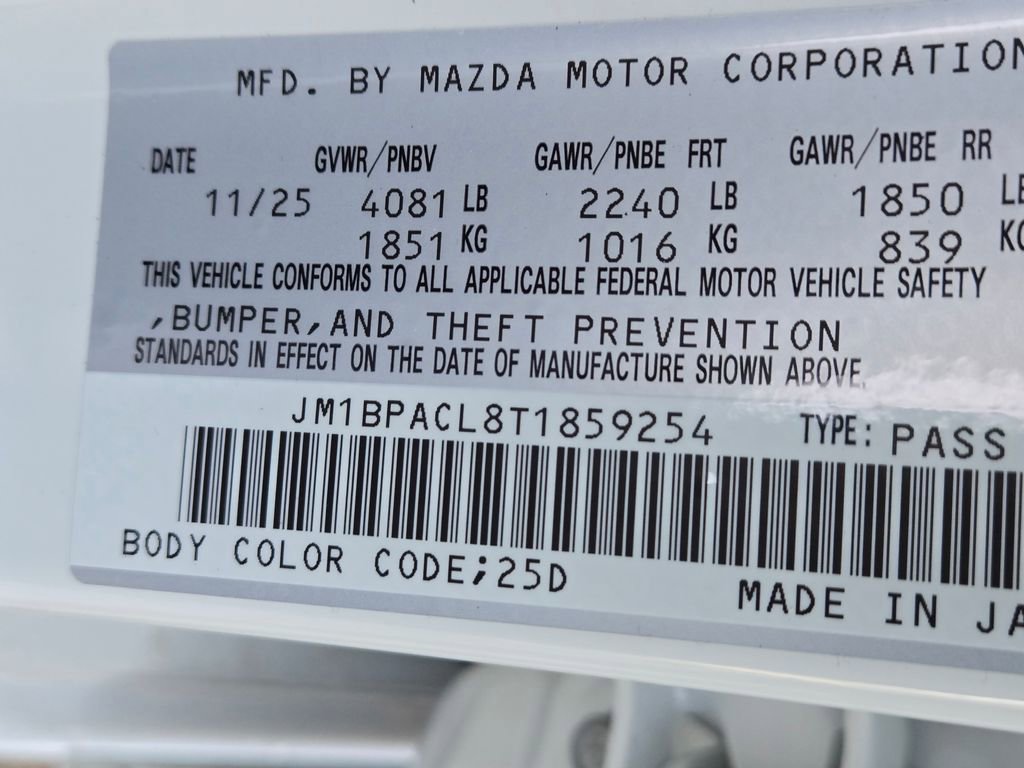 MFD. BY MAZDA MOTOR CORPORATION
DATE GVWR/PNBV GAWR/PNBE FRT GAWR/PNBE RR
11/25 4081 LB 2240 LB 1850 LB
1851 KG 1016 KG 839 KG
THIS VEHICLE CONFORMS TO ALL APPLICABLE FEDERAL MOTOR VEHICLE SAFETY
,BUMPER,AND THEFT PREVENTION
STANDARDS IN EFFECT ON THE DATE OF MANUFACTURE SHOWN ABOVE.
JM1BPACL8T1859254 TYPE: PASS
BODY COLOR CODE;25D
MADE IN JA